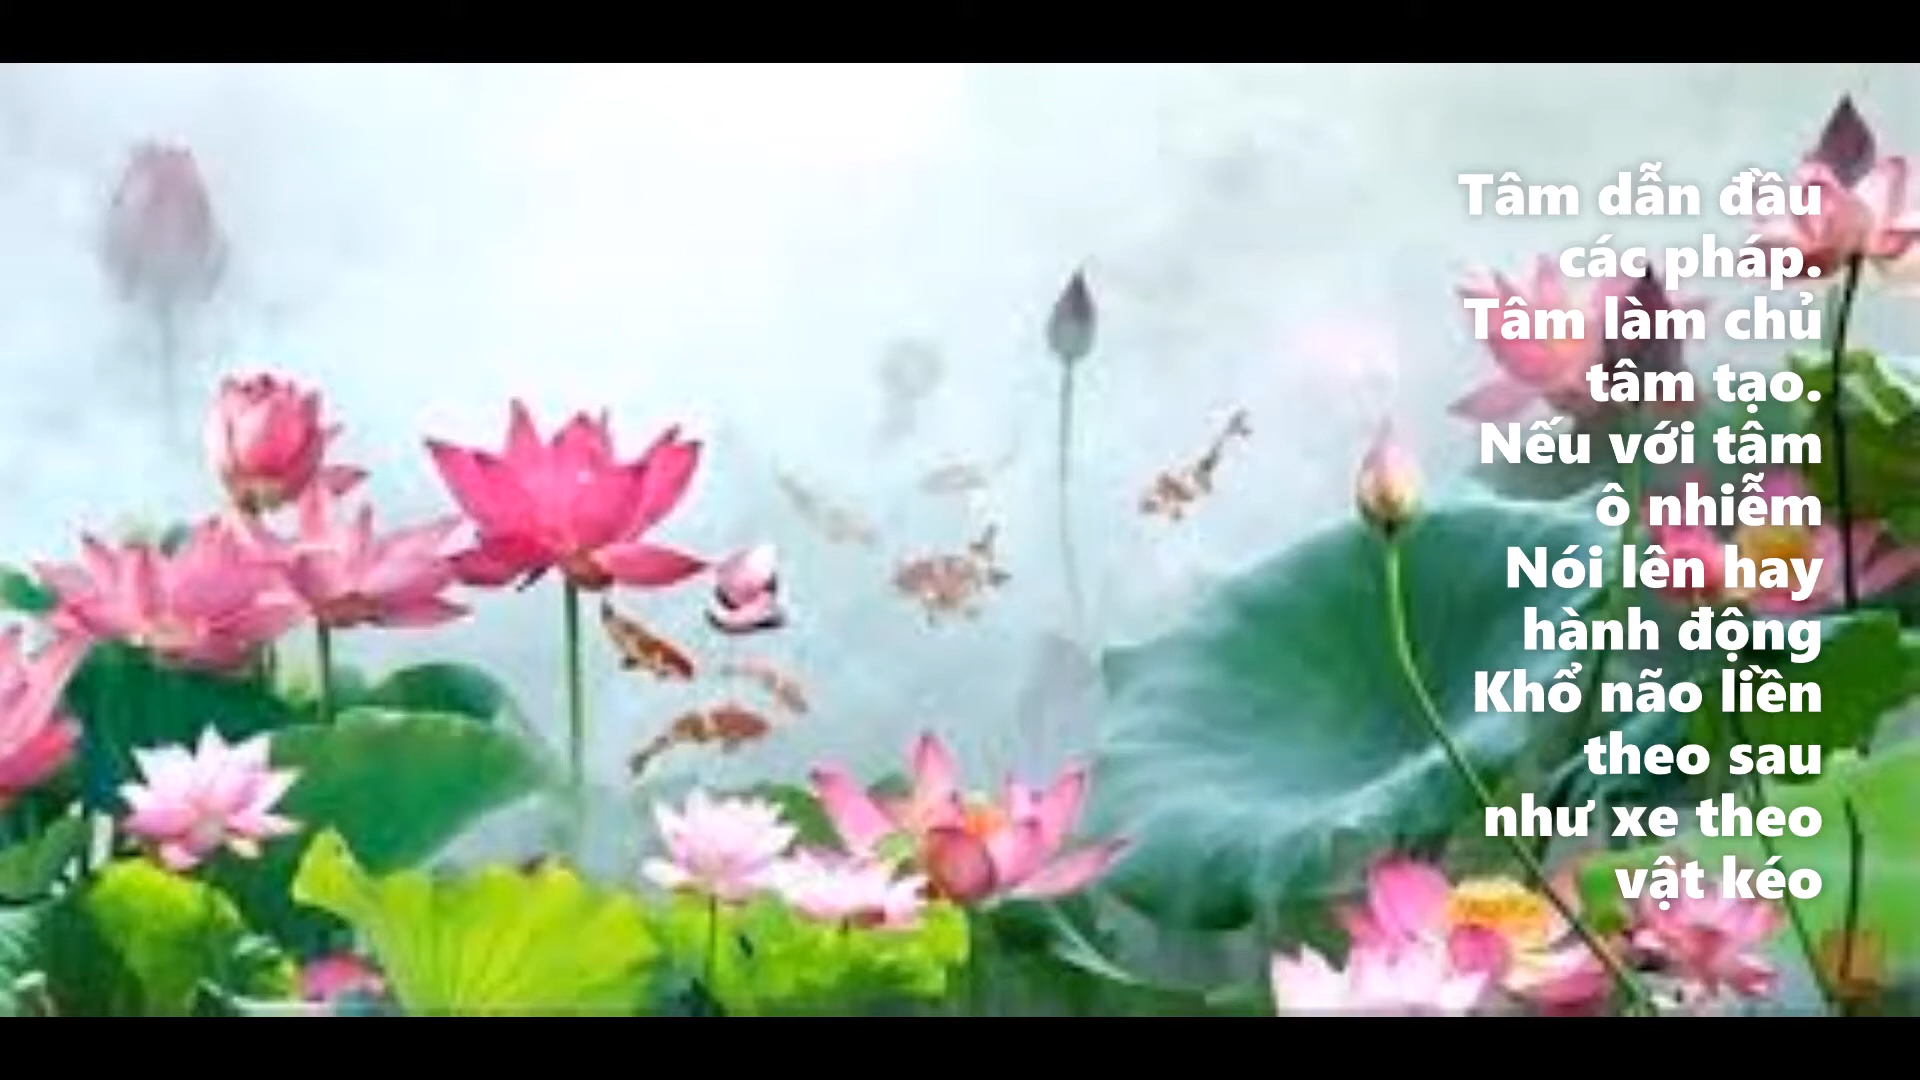 Tâm dẫn đầu
các pháp.
Tâm làm chủ
tâm tạo.
Nếu với tâm
ô nhiễm
Nói lên hay
hành động
Khổ não liền
theo sau
như xe theo
vật kéo